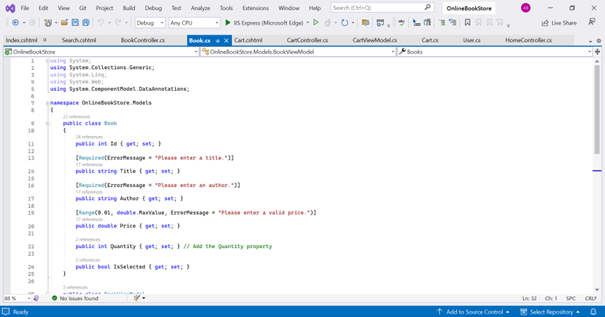 File Edit View Git Project Build Debug Test Analyze Tools Extensions Window Help Search (Ctrl+Q) OnlineBookStore
Debug Any CPU IIS Express (Microsoft Edge) Live Share
Index.cshtml Search.cshtml BookController.cs Book.cs Cart.cshtml CartController.cs CartViewModel.cs Cart.cs User.cs HomeController.cs
OnlineBookStore OnlineBookStore.Models.BookViewModel Books
1 using System;
2 using System.Collections.Generic;
3 using System.Linq;
4 using System.Web;
5 using System.ComponentModel.DataAnnotations;
6
7 namespace OnlineBookStore.Models
8 {
22 references
9 public class Book
10 {
24 references
11 public int Id { get; set; }
12
13 [Required(ErrorMessage = "Please enter a title.")]
17 references
14 public string Title { get; set; }
15
16 [Required(ErrorMessage = "Please enter an author.")]
17 references
17 public string Author { get; set; }
18
19 [Range(0.01, double.MaxValue, ErrorMessage = "Please enter a valid price.")]
17 references
20 public double Price { get; set; }
21
2 references
22 public int Quantity { get; set; } // Add the Quantity property
23
2 references
24 public bool IsSelected { get; set; }
25 }
26
5 references
88 % No issues found Ln: 32 Ch: 1 SPC CRLF
Ready Add to Source Control Select Repository